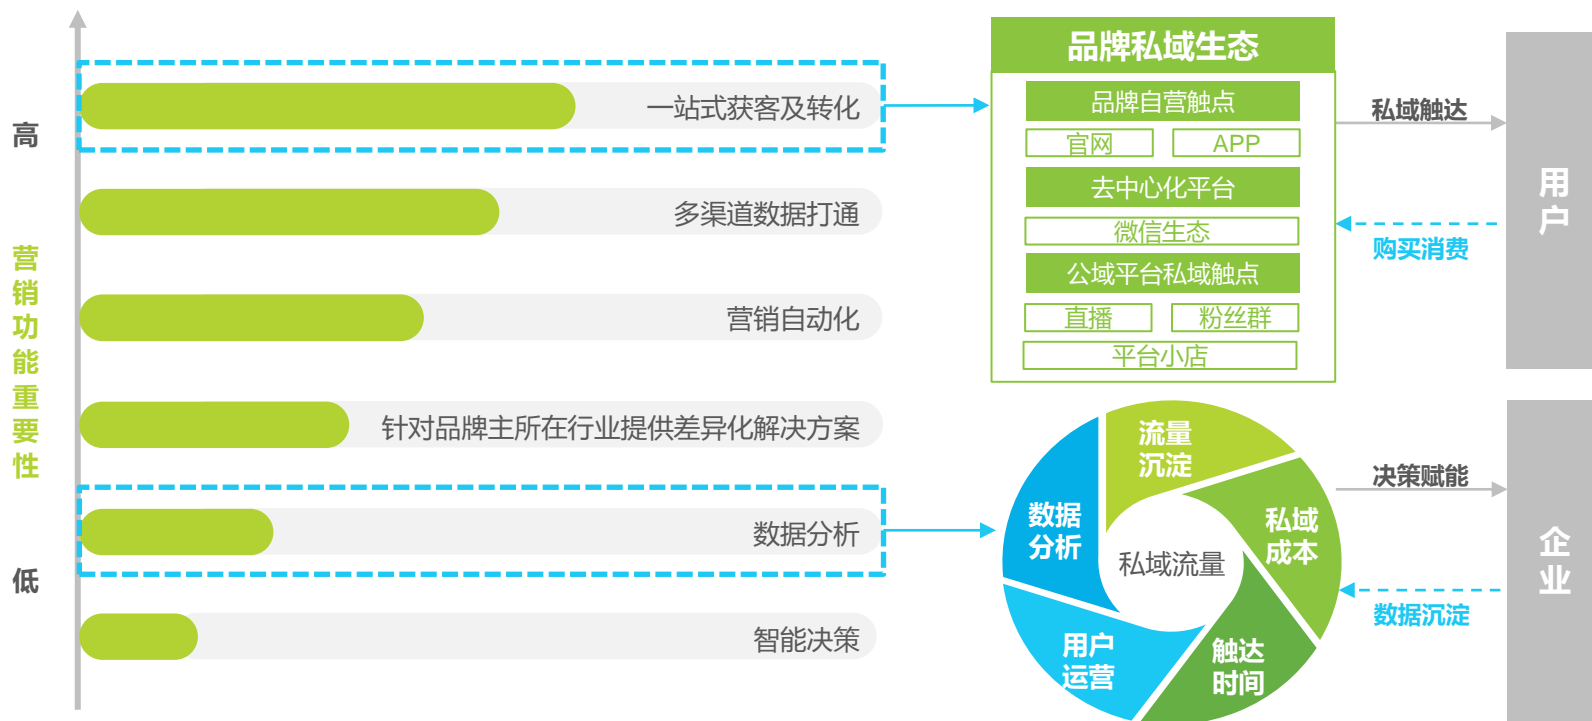 高
营销功能重要性
低
一站式获客及转化
多渠道数据打通
营销自动化
针对品牌主所在行业提供差异化解决方案
数据分析
智能决策
品牌私域生态
品牌自营触点
官网
APP
去中心化平台
微信生态
公域平台私域触点
直播
粉丝群
平台小店
私域触达
购买消费
用户
流量
沉淀
数据
分析
私域
成本
私域流量
用户
运营
触达
时间
决策赋能
数据沉淀
企业